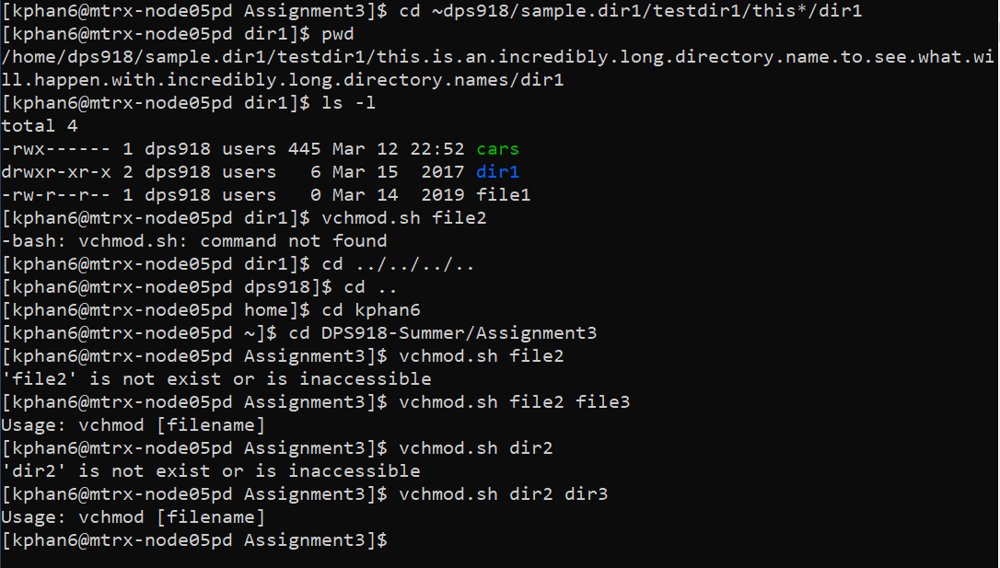 [kphan6@mtrx-node05pd Assignment3]$ cd ~dps918/sample.dir1/testdir1/this*/dir1
[kphan6@mtrx-node05pd dir1]$ pwd
/home/dps918/sample.dir1/testdir1/this.is.an.incredibly.long.directory.name.to.see.what.wi
ll.happen.with.incredibly.long.directory.names/dir1
[kphan6@mtrx-node05pd dir1]$ ls -l
total 4
-rwx------ 1 dps918 users 445 Mar 12 22:52 cars
drwxr-xr-x 2 dps918 users   6 Mar 15  2017 dir1
-rw-r--r-- 1 dps918 users   0 Mar 14  2019 file1
[kphan6@mtrx-node05pd dir1]$ vchmod.sh file2
-bash: vchmod.sh: command not found
[kphan6@mtrx-node05pd dir1]$ cd ../../../..
[kphan6@mtrx-node05pd dps918]$ cd ..
[kphan6@mtrx-node05pd home]$ cd kphan6
[kphan6@mtrx-node05pd ~]$ cd DPS918-Summer/Assignment3
[kphan6@mtrx-node05pd Assignment3]$ vchmod.sh file2
'file2' is not exist or is inaccessible
[kphan6@mtrx-node05pd Assignment3]$ vchmod.sh file2 file3
Usage: vchmod [filename]
[kphan6@mtrx-node05pd Assignment3]$ vchmod.sh dir2
'dir2' is not exist or is inaccessible
[kphan6@mtrx-node05pd Assignment3]$ vchmod.sh dir2 dir3
Usage: vchmod [filename]
[kphan6@mtrx-node05pd Assignment3]$